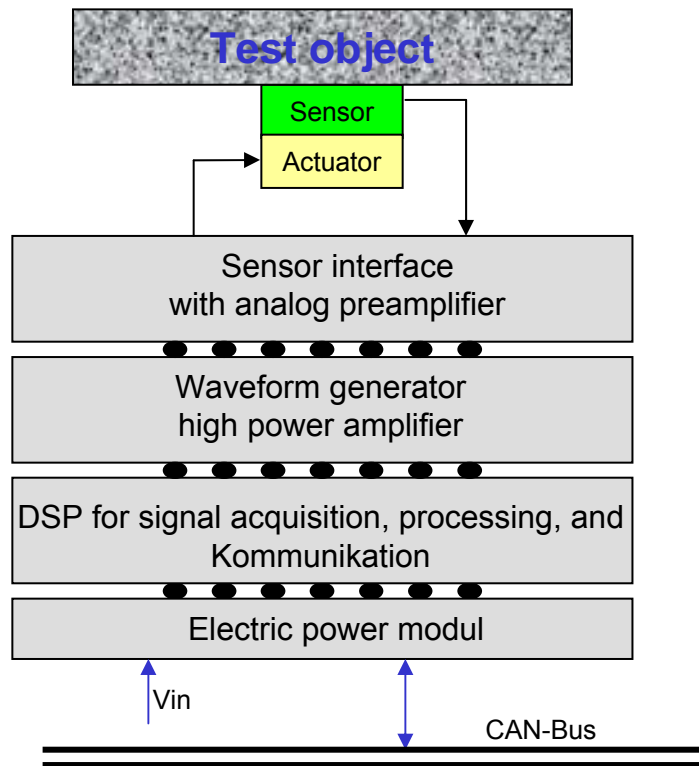 Test object
Sensor
Actuator
Sensor interface
with analog preamplifier
Waveform generator
high power amplifier
DSP for signal acquisition, processing, and
Kommunikation
Electric power modul
Vin
CAN-Bus